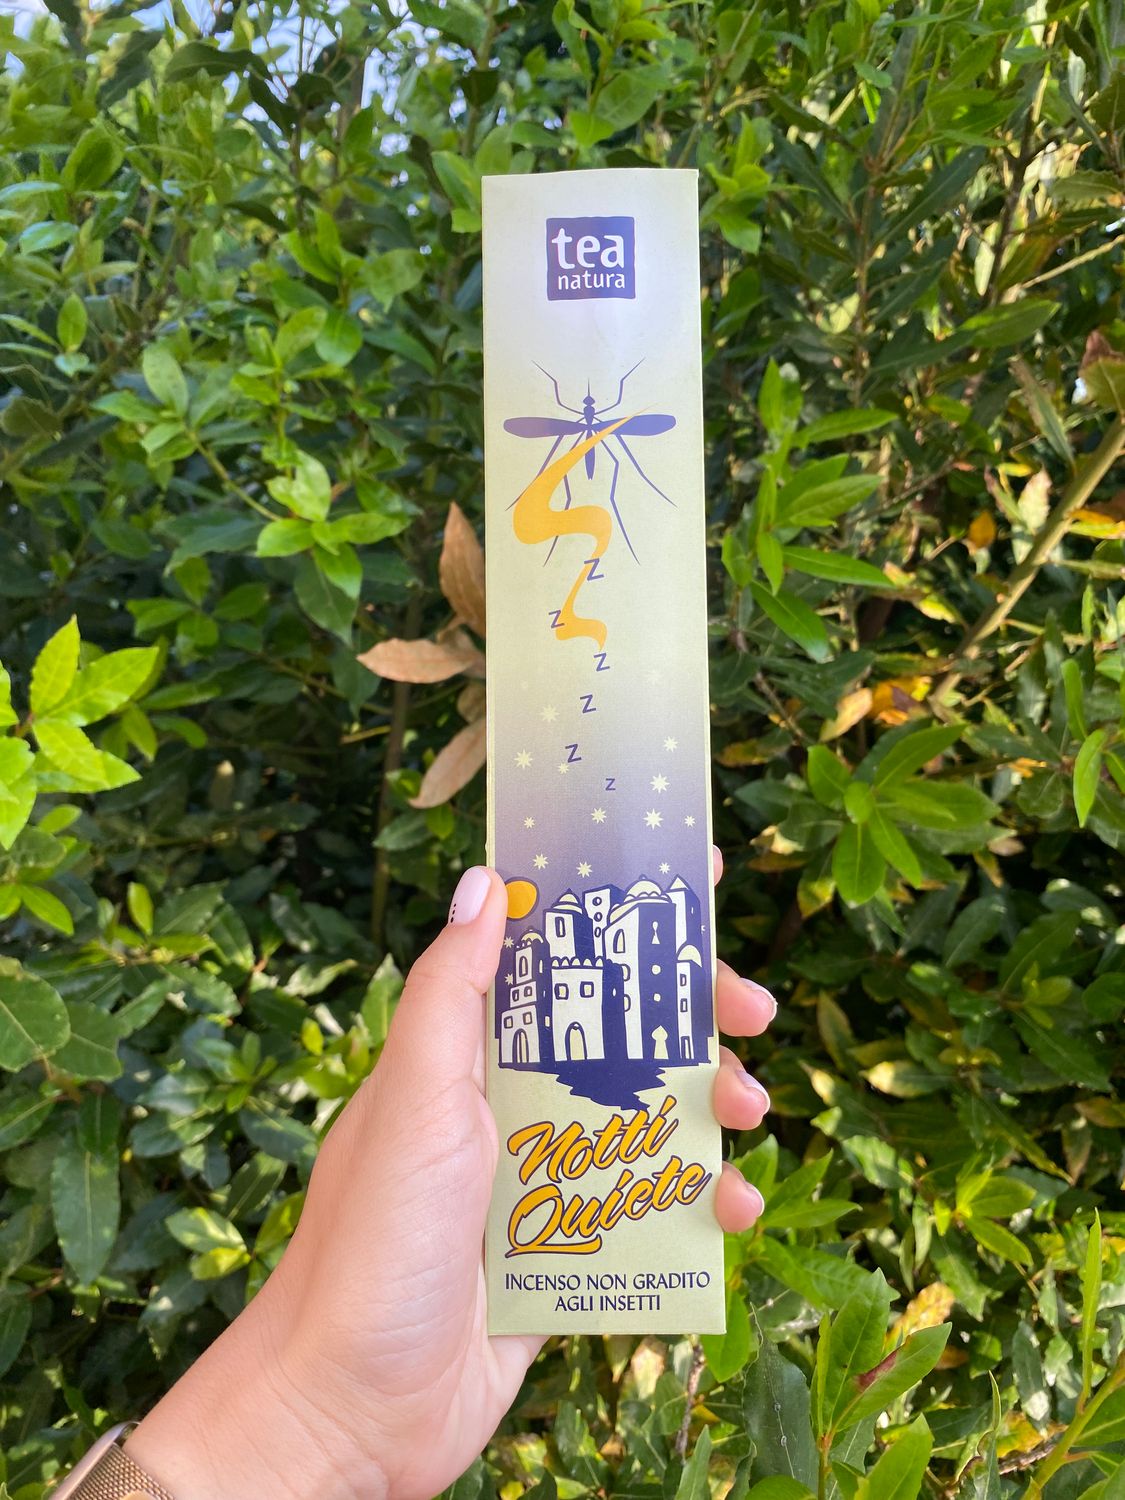 tea
natura
z
z
z
z
z
z
Notti
Quiete
INCENSO NON GRADITO
AGLI INSETTI